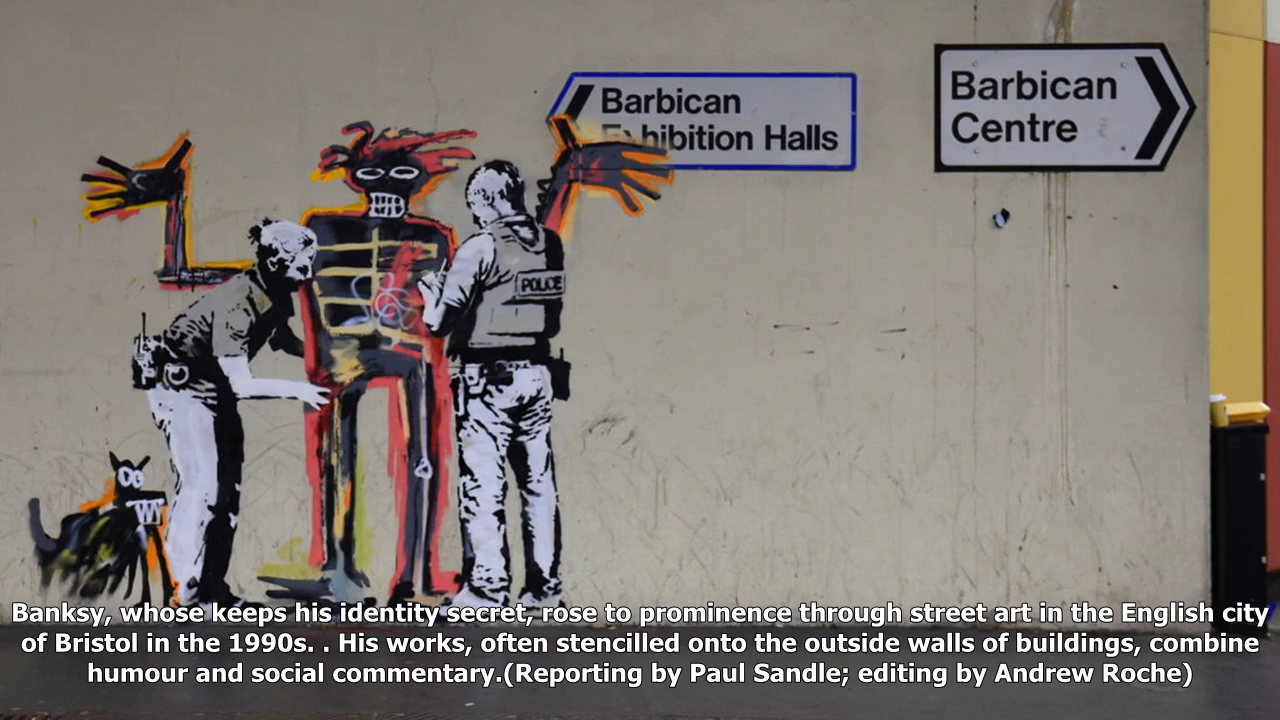 Barbican
Exhibition Halls
Barbican
Centre
POLICE
Banksy, whose keeps his identity secret, rose to prominence through street art in the English city
of Bristol in the 1990s. . His works, often stencilled onto the outside walls of buildings, combine
humour and social commentary.(Reporting by Paul Sandle; editing by Andrew Roche)